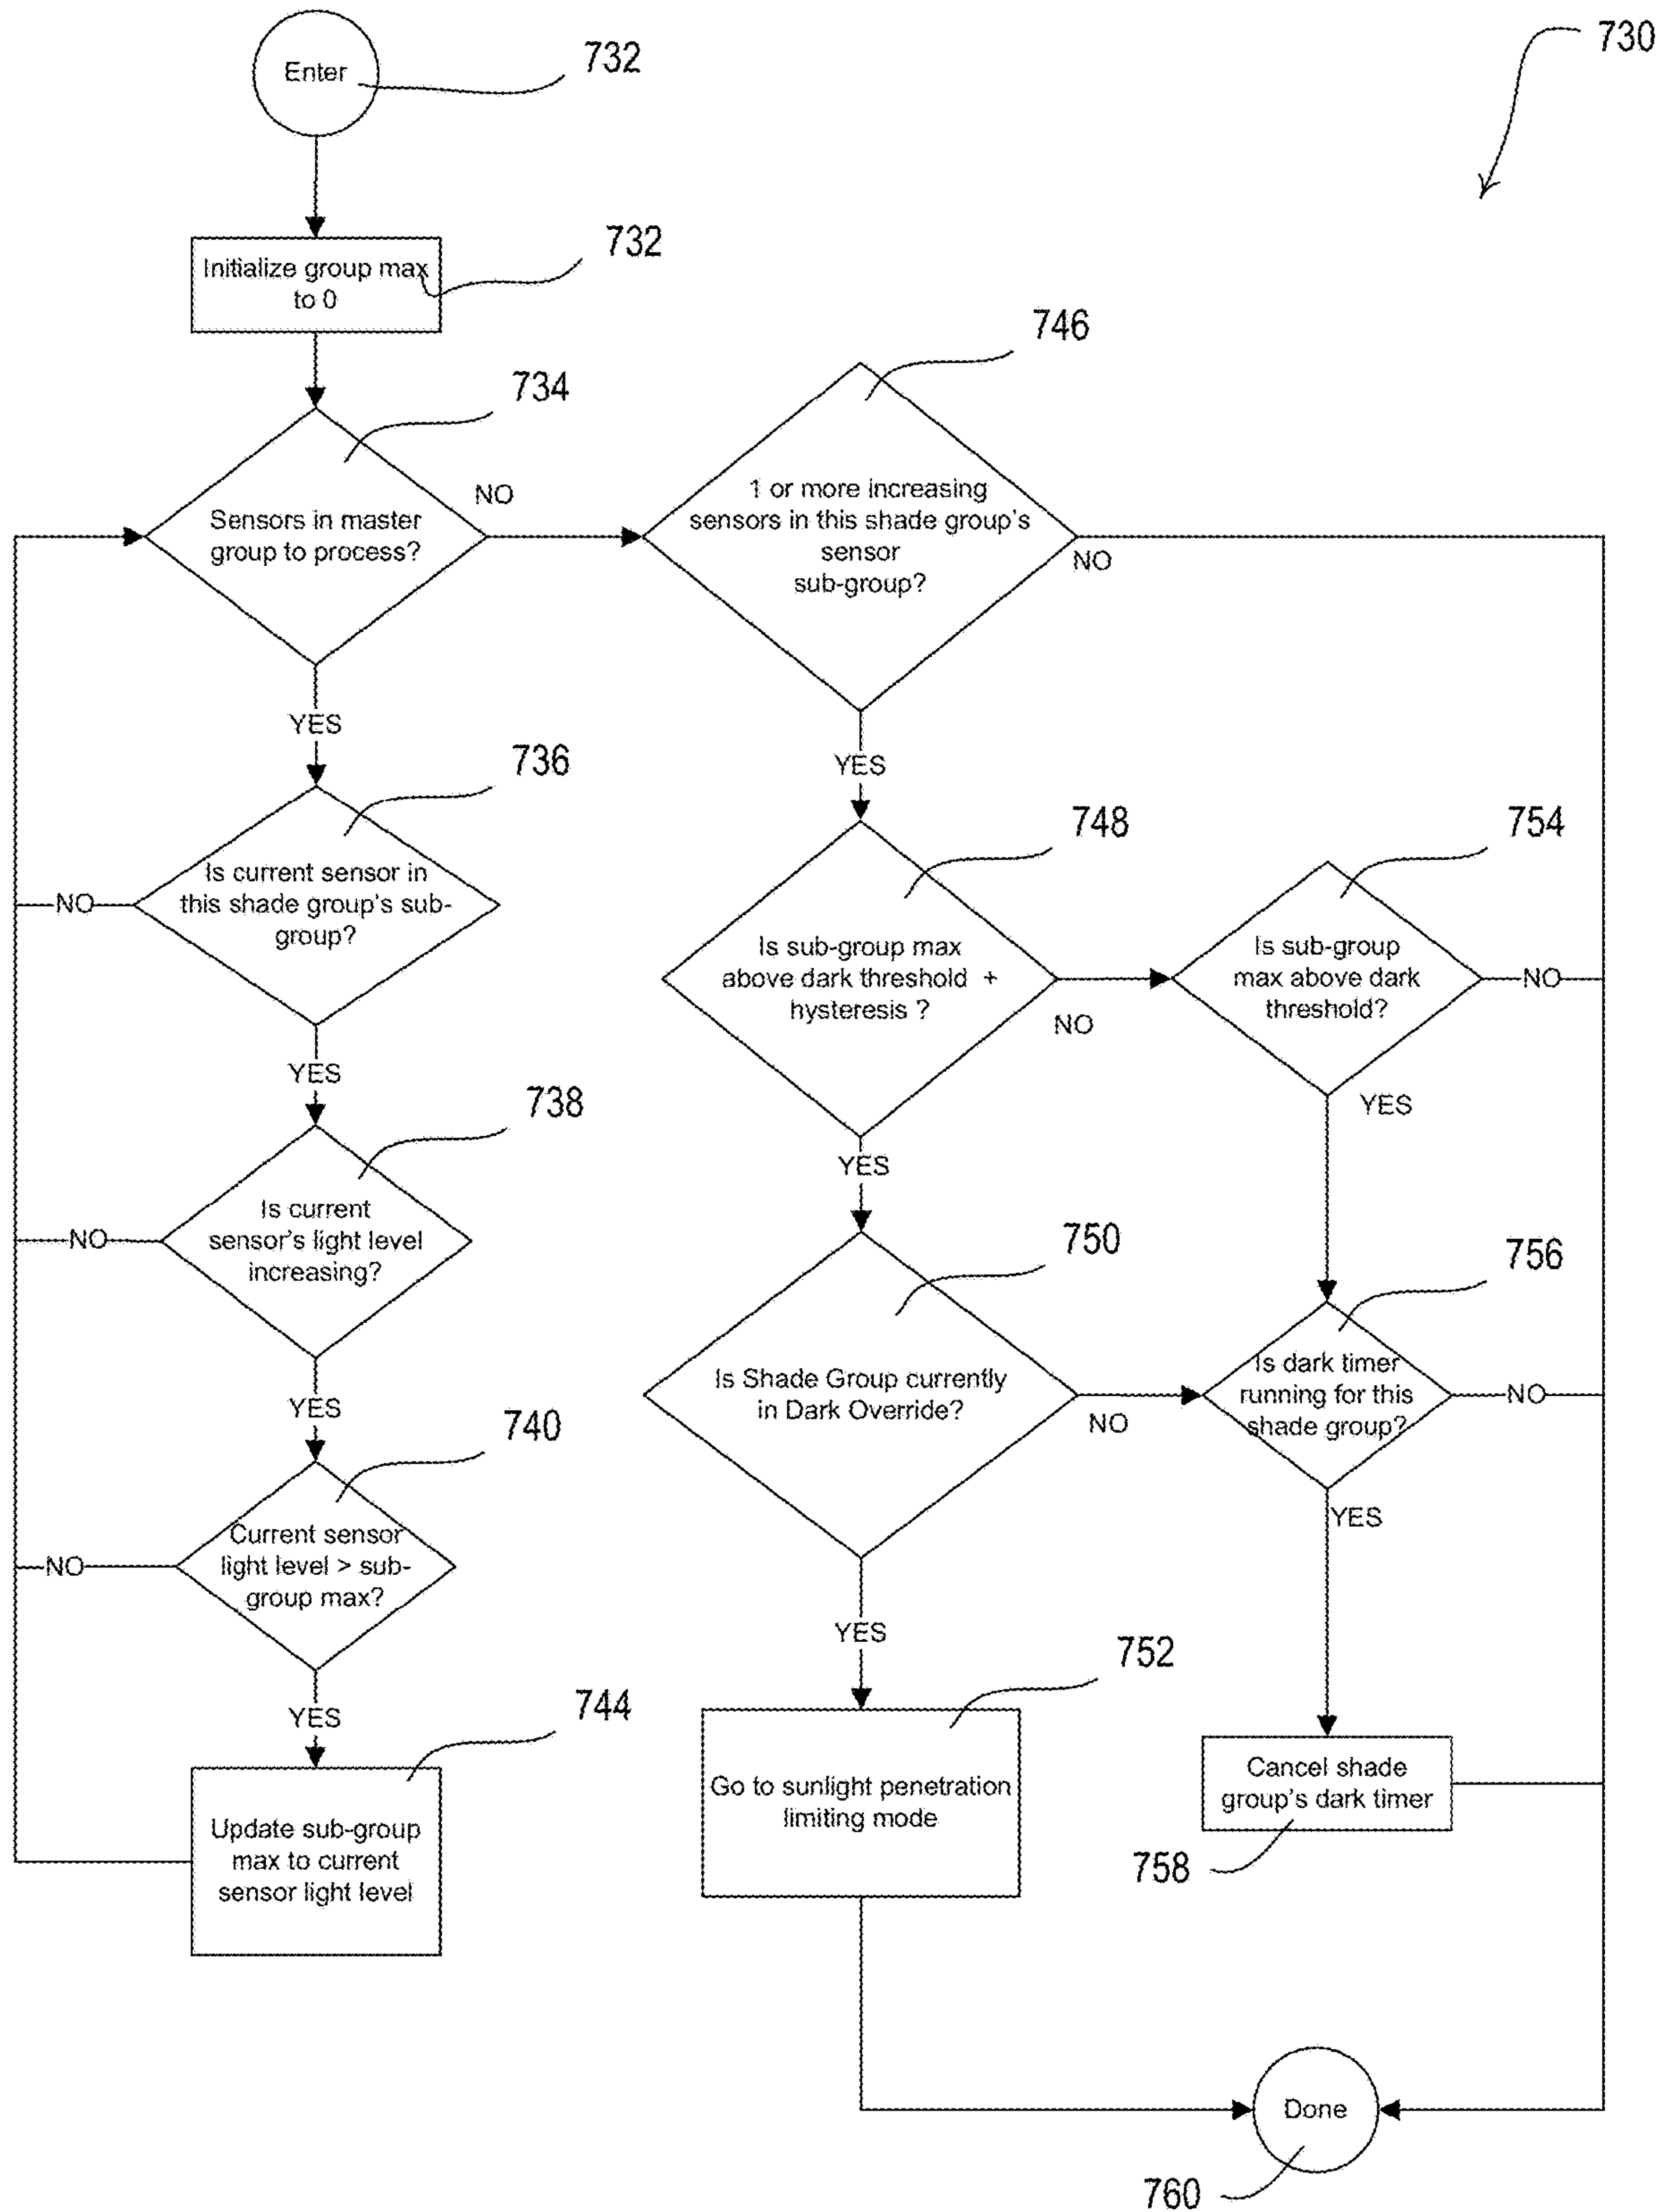 730
Enter
732
Initialize group max
to 0
732
734
Sensors in master
group to process?
NO
YES
736
Is current sensor in
this shade group's sub-
group?
NO
YES
738
Is current
sensor's light level
increasing?
NO
YES
740
Current sensor
light level > sub-
group max?
NO
YES
744
Update sub-group
max to current
sensor light level
746
1 or more increasing
sensors in this shade group's
sensor
sub-group?
NO
YES
748
Is sub-group max
above dark threshold +
hysteresis ?
NO
YES
750
Is Shade Group currently
in Dark Override?
NO
YES
752
Go to sunlight penetration
limiting mode
754
Is sub-group
max above dark
threshold?
NO
YES
756
Is dark timer
running for this
shade group?
NO
YES
Cancel shade
group's dark timer
758
Done
760